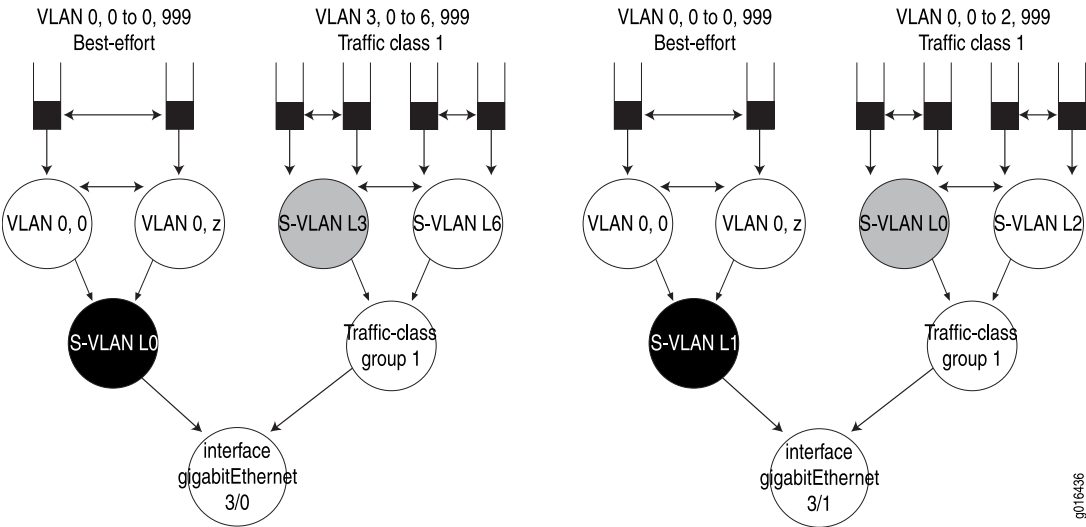 VLAN 0, 0 to 0, 999
Best-effort
VLAN 3, 0 to 6, 999
Traffic class 1
VLAN 0, 0
VLAN 0, z
S-VLAN L3
S-VLAN L6
S-VLAN L0
Traffic-class
group 1
interface
gigabitEthernet
3/0
VLAN 0, 0 to 0, 999
Best-effort
VLAN 0, 0 to 2, 999
Traffic class 1
VLAN 0, 0
VLAN 0, z
S-VLAN L0
S-VLAN L2
S-VLAN L1
Traffic-class
group 1
interface
gigabitEthernet
3/1
g016436